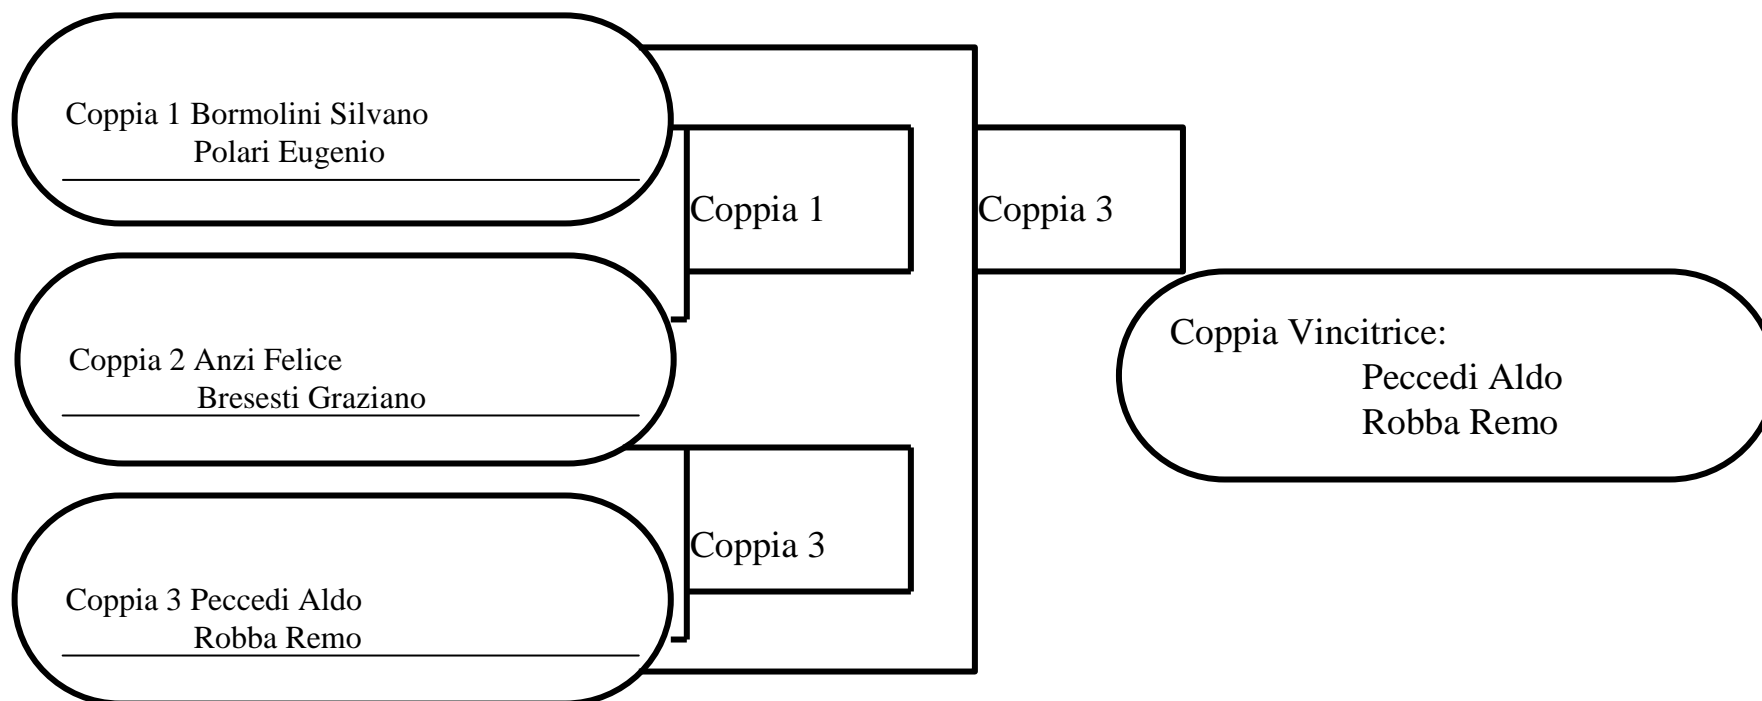 Coppia 1 Bormolini Silvano
Polari Eugenio
Coppia 1
Coppia 3
Coppia 2 Anzi Felice
Bresesti Graziano
Coppia Vincitrice:
Peccedi Aldo
Robba Remo
Coppia 3
Coppia 3 Peccedi Aldo
Robba Remo